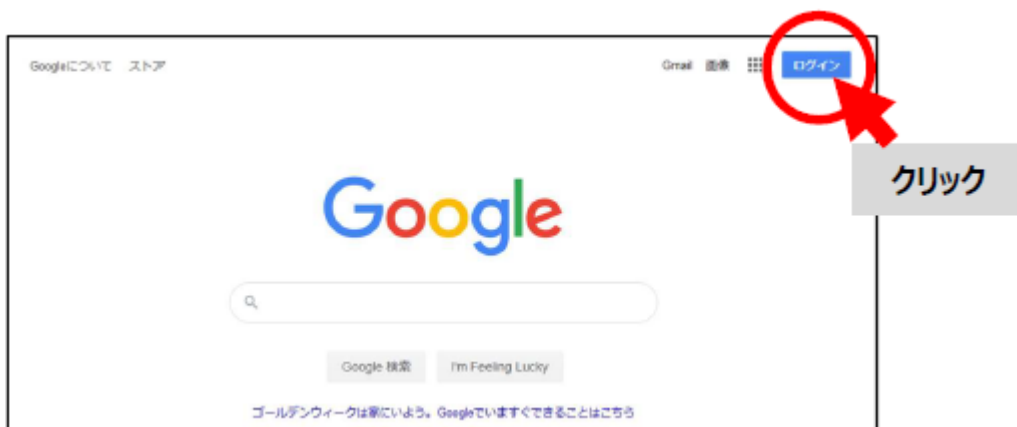 Googleについて ストア Gmail 画像 ログイン
クリック
Google
Google 検索 I'm Feeling Lucky
ゴールデンウィークは家にいよう。Googleでいますぐできることはこちら